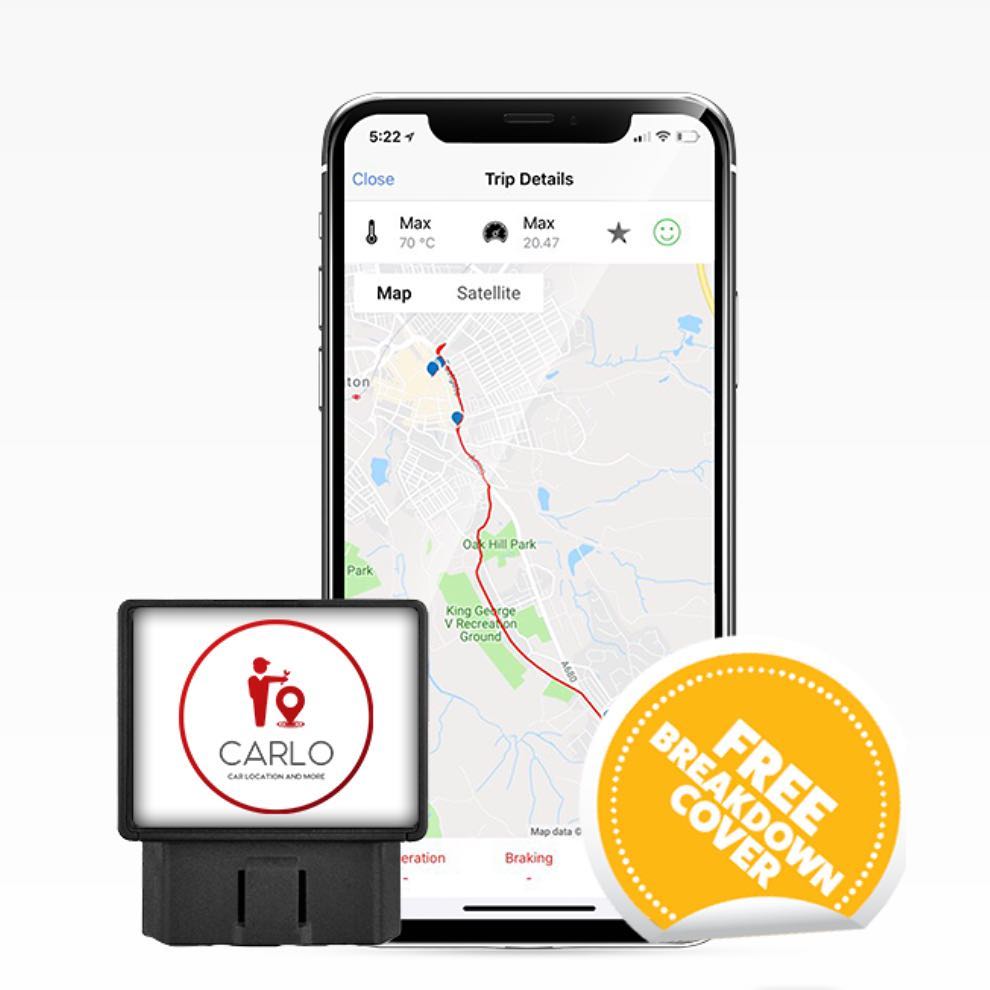 5:22
Close
Trip Details
Max
70 °C
Max
20.47
Map
Satellite
ton
Oak Hill Park
Park
King George
V Recreation
Ground
A680
Map data ©
eration
Braking
-
-
CARLO
CAR LOCATION AND MORE
FREE
BREAKDOWN
COVER